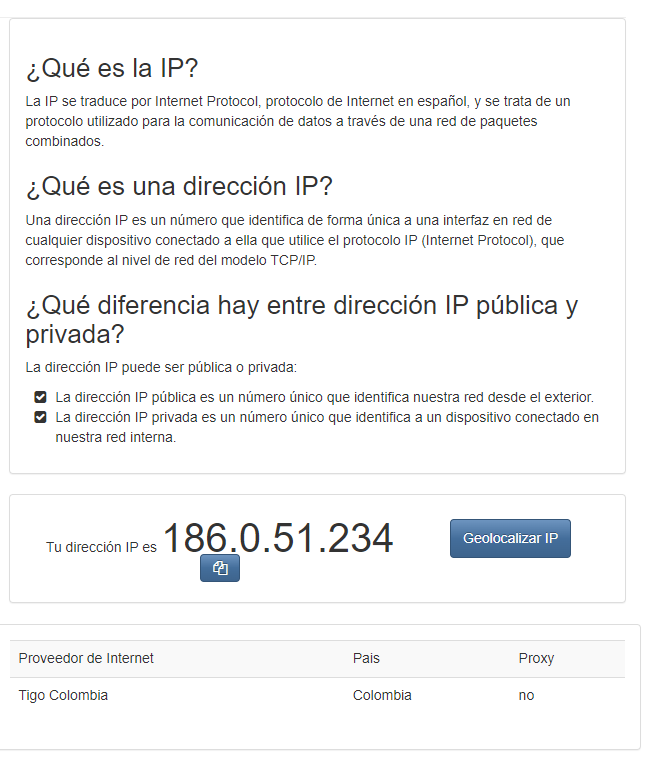 ¿Qué es la IP?
La IP se traduce por Internet Protocol, protocolo de Internet en español, y se trata de un
protocolo utilizado para la comunicación de datos a través de una red de paquetes
combinados.
¿Qué es una dirección IP?
Una dirección IP es un número que identifica de forma única a una interfaz en red de
cualquier dispositivo conectado a ella que utilice el protocolo IP (Internet Protocol), que
corresponde al nivel de red del modelo TCP/IP.
¿Qué diferencia hay entre dirección IP pública y
privada?
La dirección IP puede ser pública o privada:
La dirección IP pública es un número único que identifica nuestra red desde el exterior.
La dirección IP privada es un número único que identifica a un dispositivo conectado en
nuestra red interna.
Tu dirección IP es 186.0.51.234
Geolocalizar IP
Proveedor de Internet Pais Proxy
Tigo Colombia Colombia no